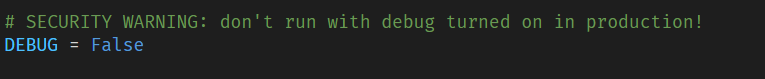 # SECURITY WARNING: don't run with debug turned on in production!
DEBUG = False